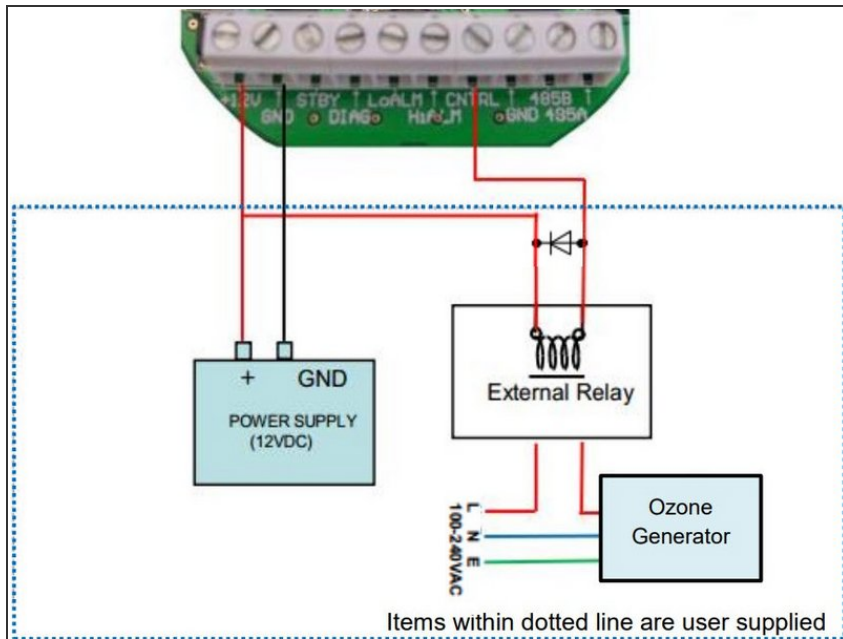 +12V STBY LoALM CNTRL 485B
GND DIAG HiALM GND 485A
+ GND
POWER SUPPLY
(12VDC)
External Relay
L N E
100-240VAC
Ozone
Generator
Items within dotted line are user supplied